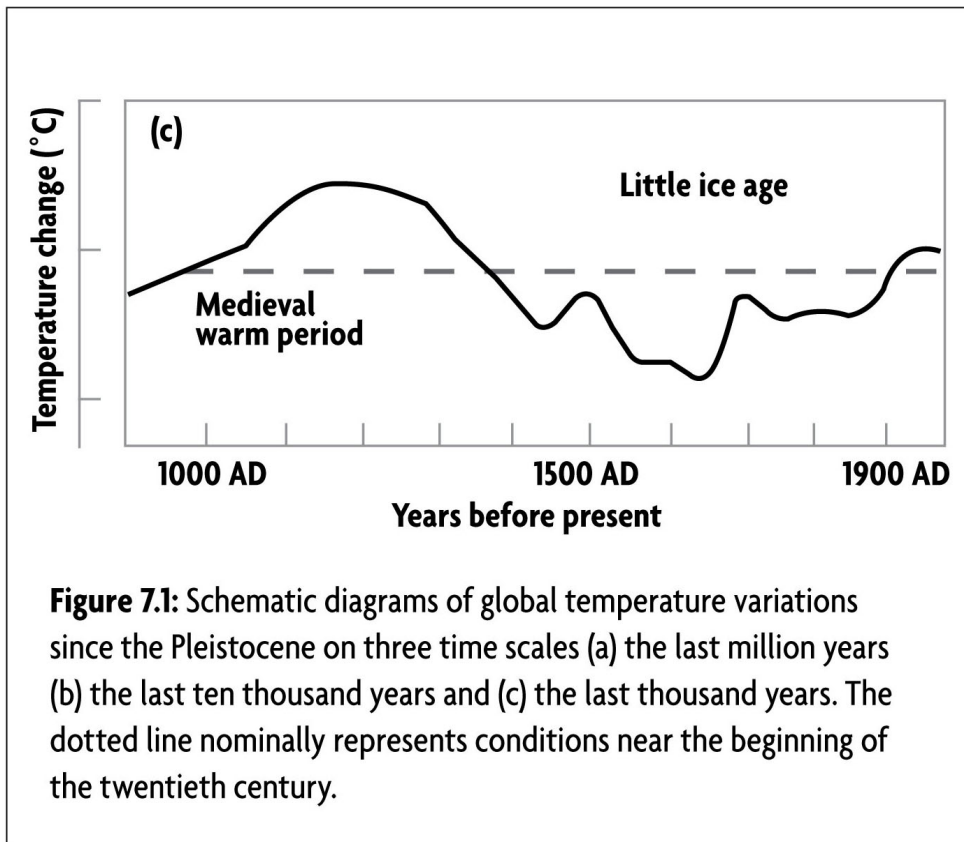 (c)
Temperature change (˚C)
Little ice age
Medieval
warm period
1000 AD
1500 AD
1900 AD
Years before present
Figure 7.1: Schematic diagrams of global temperature variations
since the Pleistocene on three time scales (a) the last million years
(b) the last ten thousand years and (c) the last thousand years. The
dotted line nominally represents conditions near the beginning of
the twentieth century.